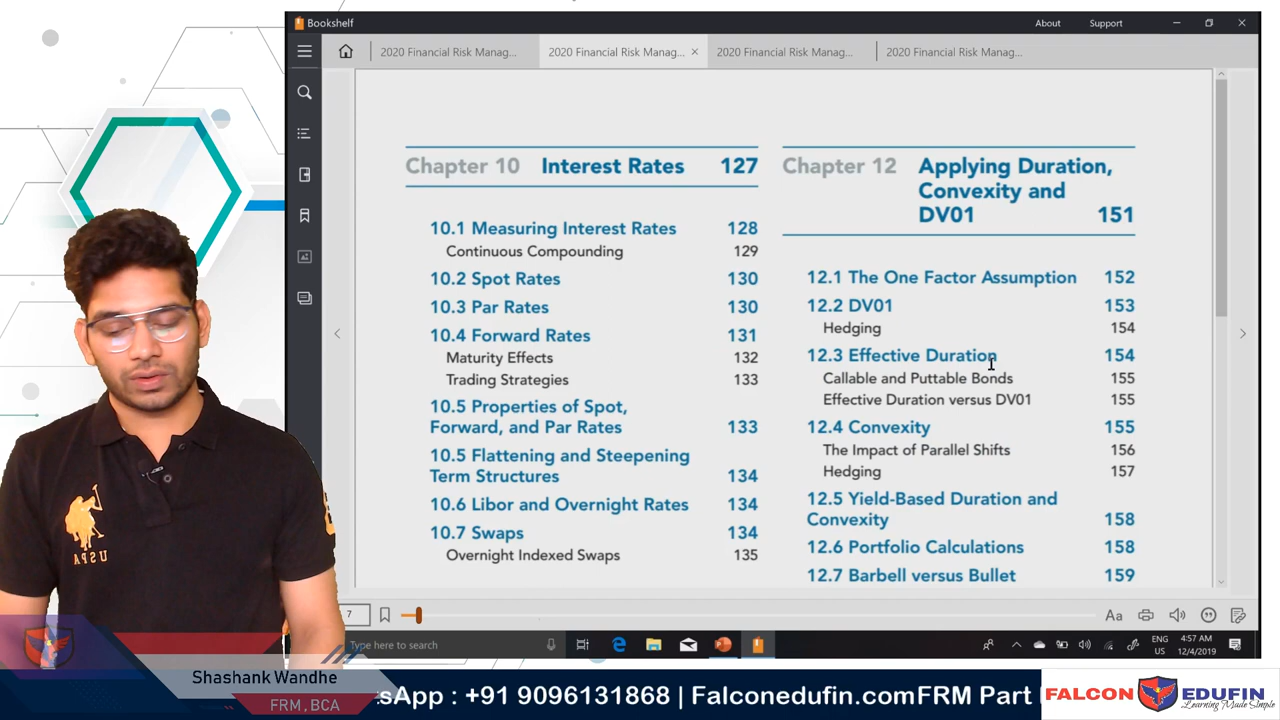 Bookshelf
About
Support
2020 Financial Risk Manag...
2020 Financial Risk Manag...
2020 Financial Risk Manag...
2020 Financial Risk Manag...
Chapter 10 Interest Rates 127
10.1 Measuring Interest Rates 128
Continuous Compounding 129
10.2 Spot Rates 130
10.3 Par Rates 130
10.4 Forward Rates 131
Maturity Effects 132
Trading Strategies 133
10.5 Properties of Spot,
Forward, and Par Rates 133
10.5 Flattening and Steepening
Term Structures 134
10.6 Libor and Overnight Rates 134
10.7 Swaps 134
Overnight Indexed Swaps 135
Chapter 12 Applying Duration,
Convexity and
DV01 151
12.1 The One Factor Assumption 152
12.2 DV01 153
Hedging 154
12.3 Effective Duration 154
Callable and Puttable Bonds 155
Effective Duration versus DV01 155
12.4 Convexity 155
The Impact of Parallel Shifts 156
Hedging 157
12.5 Yield-Based Duration and
Convexity 158
12.6 Portfolio Calculations 158
12.7 Barbell versus Bullet 159
7
Aa
Type here to search
ENG
US
4:57 AM
12/4/2019
USPA
Shashank Wandhe
FRM, BCA
sApp : +91 9096131868 | Falconedufin.comFRM Part
FALCON EDUFIN
Learning Made Simple